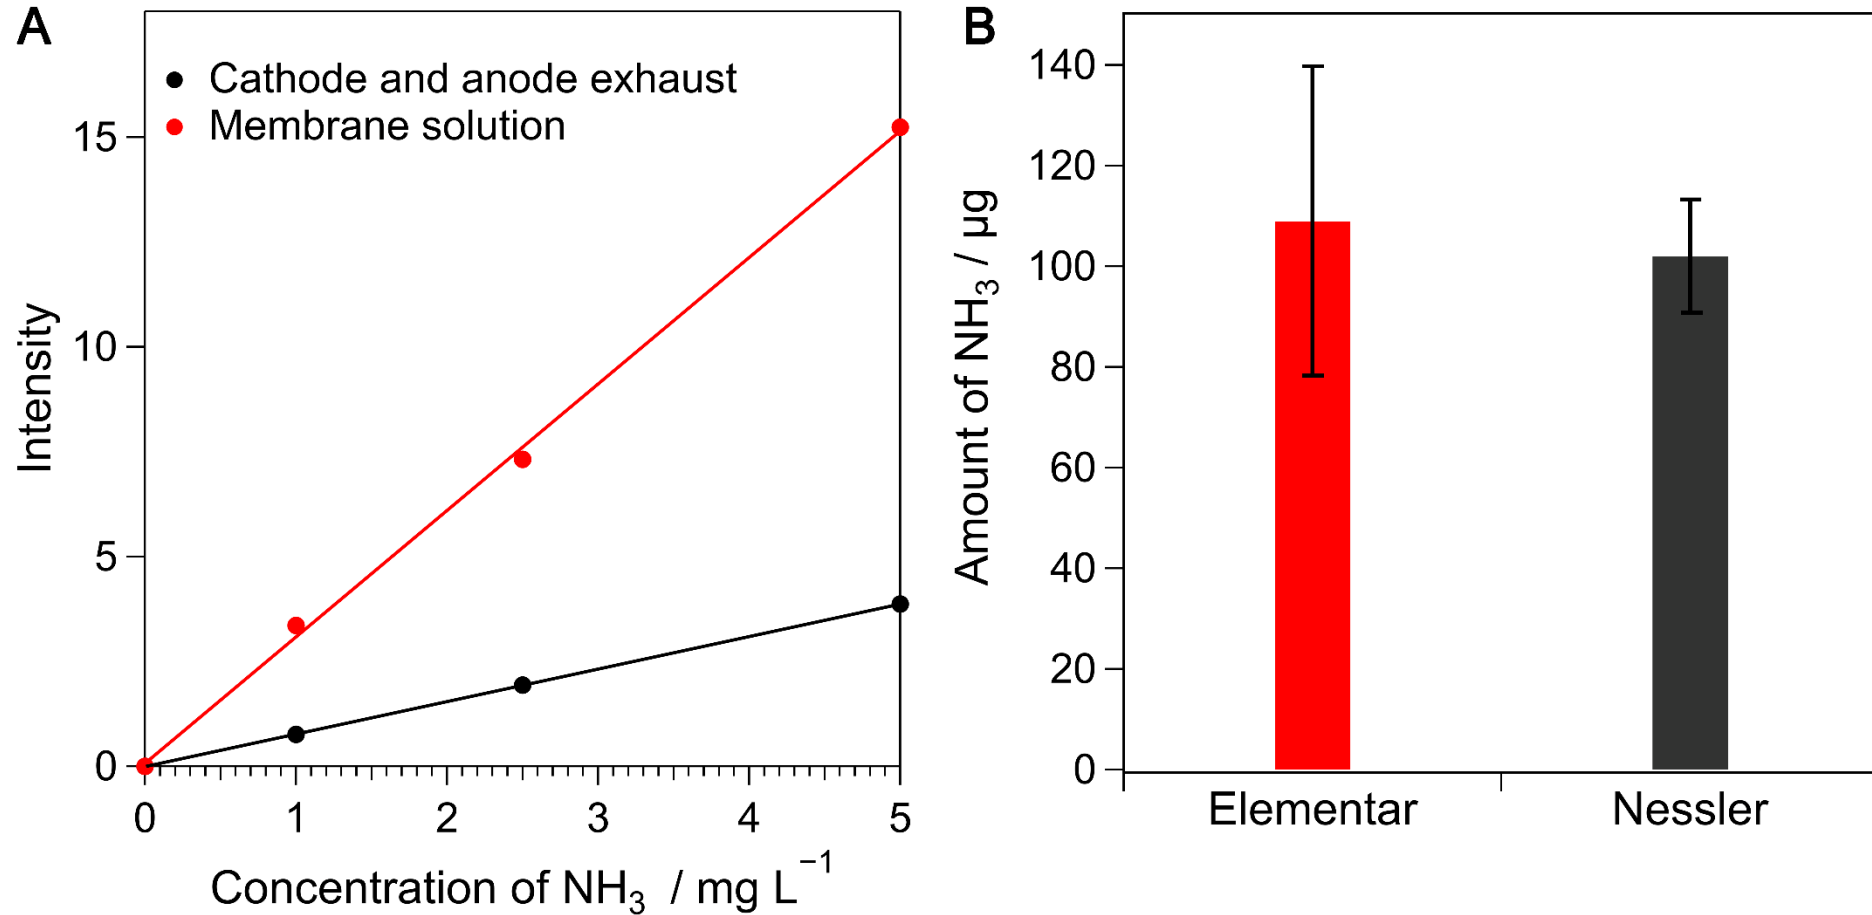 A
Cathode and anode exhaust
Membrane solution
15
10
5
0
Intensity
0 1 2 3 4 5
Concentration of NH₃ / mg L⁻¹
B
140
120
100
80
60
40
20
0
Amount of NH₃ / µg
Elementar Nessler